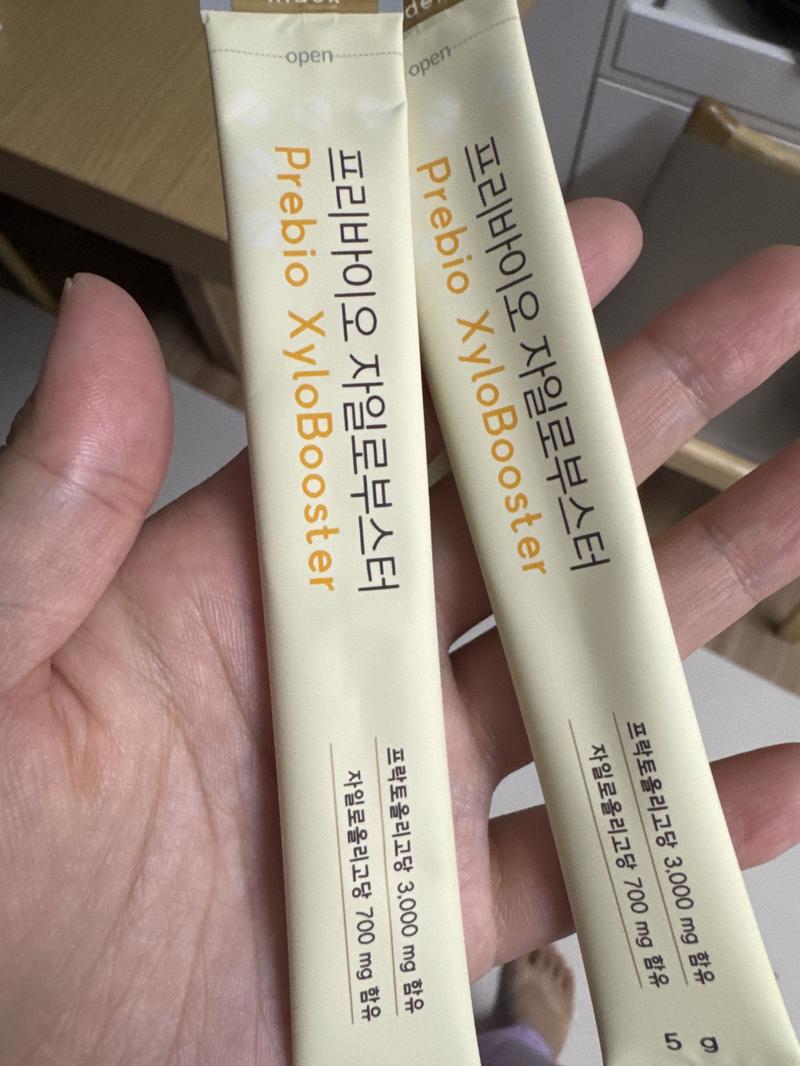 index
open
프리바이오 자일로부스터
Prebio XyloBooster
프락토올리고당 3,000 mg 함유
자일로올리고당 700 mg 함유
open
프리바이오 자일로부스터
Prebio XyloBooster
프락토올리고당 3,000 mg 함유
자일로올리고당 700 mg 함유
5 g